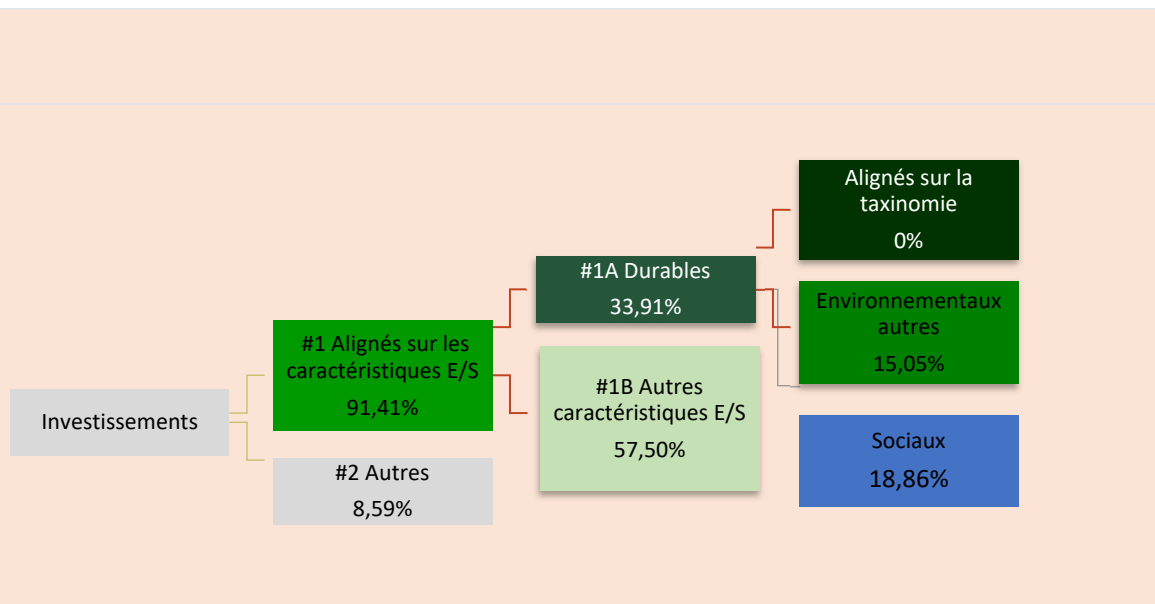 Investissements
#1 Alignés sur les
caractéristiques E/S
91,41%
#2 Autres
8,59%
#1A Durables
33,91%
#1B Autres
caractéristiques E/S
57,50%
Alignés sur la
taxinomie
0%
Environnementaux
autres
15,05%
Sociaux
18,86%